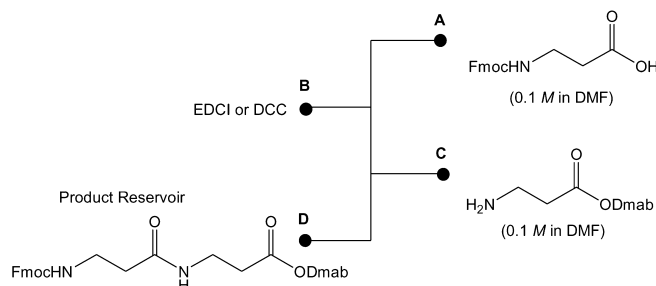 A
O
FmocHN
OH
(0.1 M in DMF)
B
EDCI or DCC
C
O
H₂N
ODmab
(0.1 M in DMF)
Product Reservoir
D
O
O
FmocHN
N
H
ODmab